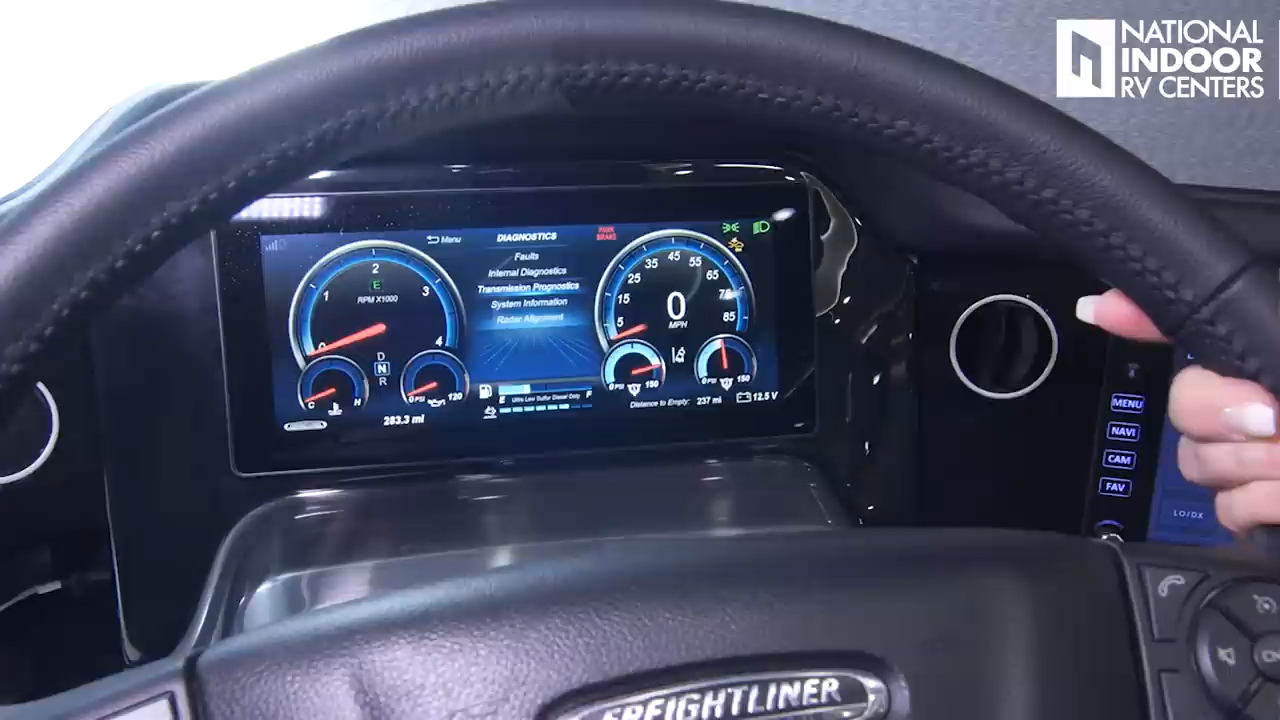 NATIONAL
INDOOR
RV CENTERS
Menu
DIAGNOSTICS
Faults
Internal Diagnostics
Transmission Prognostics
System Information
Radar Alignment
PARK
BRAKE
0
1
2
3
4
E
RPM X1000
5
15
25
35
45
55
65
75
85
0
MPH
D
N
R
C
H
0 PSI
120
E
Ultra Low Sulfur Diesel Only
F
0 PSI
150
0 PSI
150
283.3 mi
Distance to Empty: 237 mi
12.5 V
MENU
NAVI
CAM
FAV
LO/DX
FREIGHTLINER